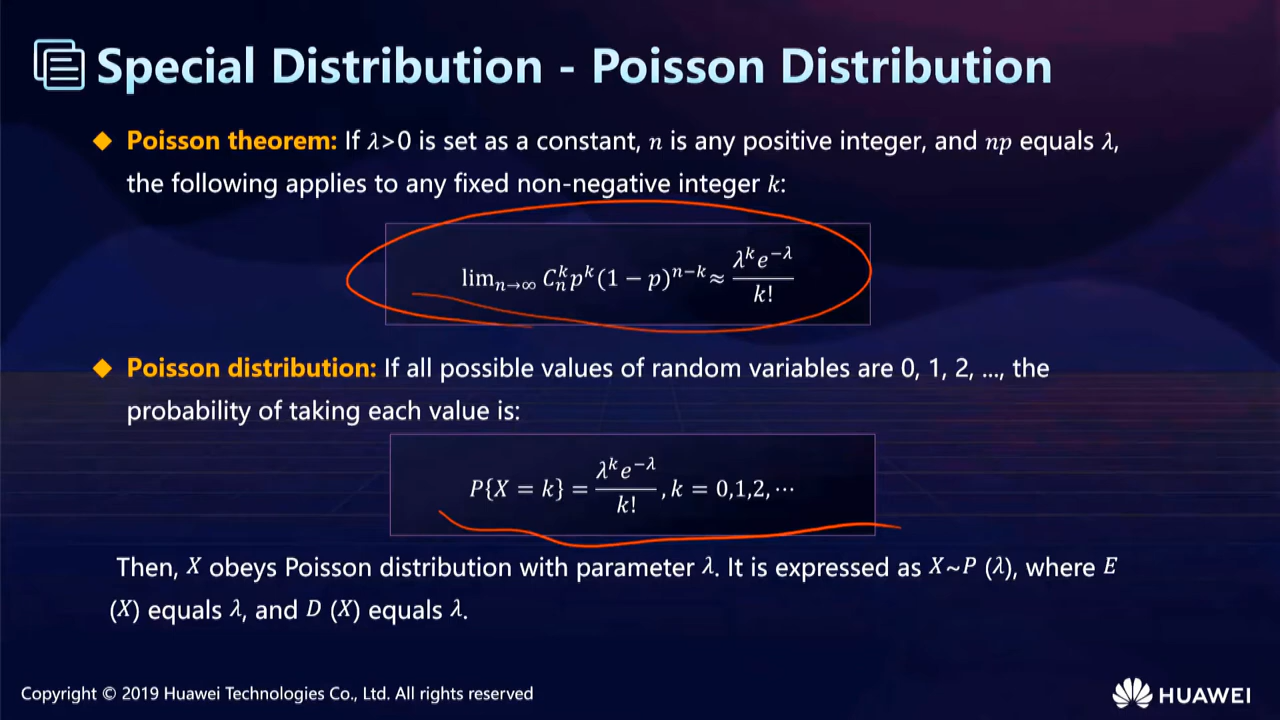 Special Distribution - Poisson Distribution
◆ Poisson theorem: If λ>0 is set as a constant, n is any positive integer, and np equals λ,
the following applies to any fixed non-negative integer k:
lim_{n→∞} C_n^k p^k (1 − p)^{n−k} ≈ \frac{λ^k e^{−λ}}{k!}
◆ Poisson distribution: If all possible values of random variables are 0, 1, 2, ..., the
probability of taking each value is:
P{X = k} = \frac{λ^k e^{−λ}}{k!}, k = 0,1,2, ⋯
Then, X obeys Poisson distribution with parameter λ. It is expressed as X~P (λ), where E
(X) equals λ, and D (X) equals λ.
Copyright © 2019 Huawei Technologies Co., Ltd. All rights reserved
HUAWEI